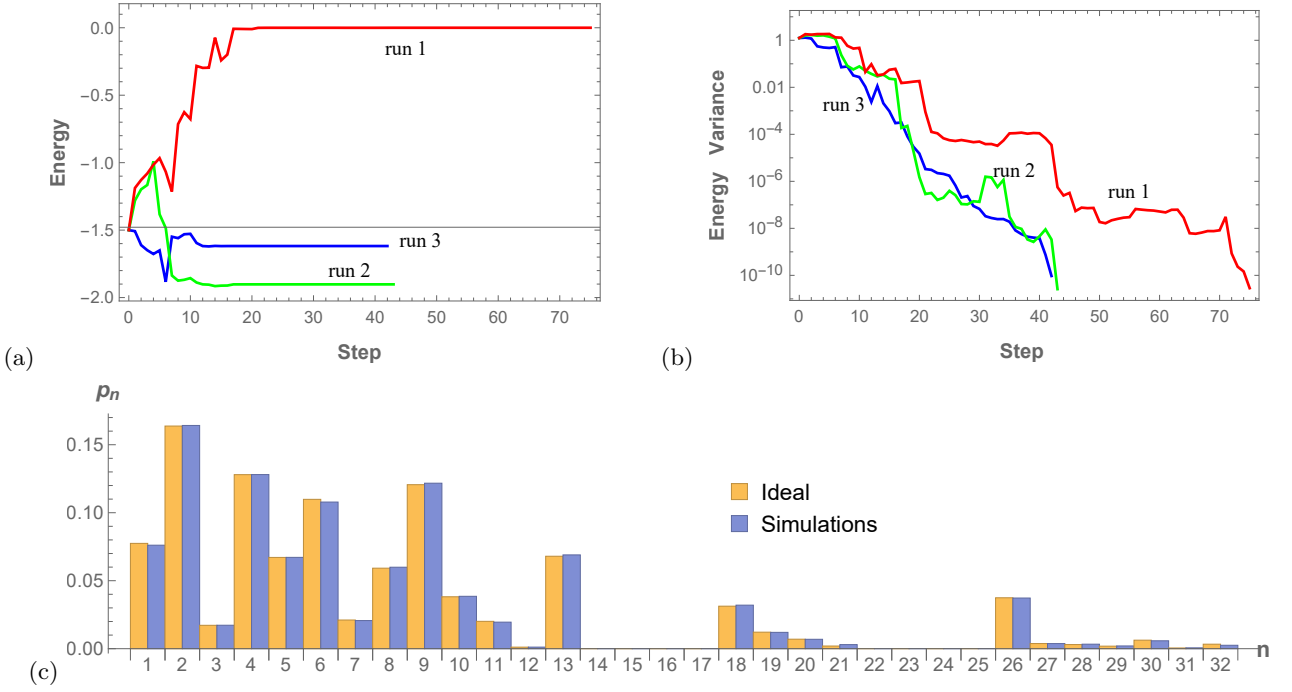 0.0
-0.5
-1.0
-1.5
-2.0
Energy
run 1
run 3
run 2
0 10 20 30 40 50 60 70
Step
(a)
1
0.01
10^-4
10^-6
10^-8
10^-10
Energy Variance
run 3
run 2
run 1
0 10 20 30 40 50 60 70
Step
(b)
p_n
0.15
0.10
0.05
0.00
Ideal
Simulations
1 2 3 4 5 6 7 8 9 10 11 12 13 14 15 16 17 18 19 20 21 22 23 24 25 26 27 28 29 30 31 32
n
(c)